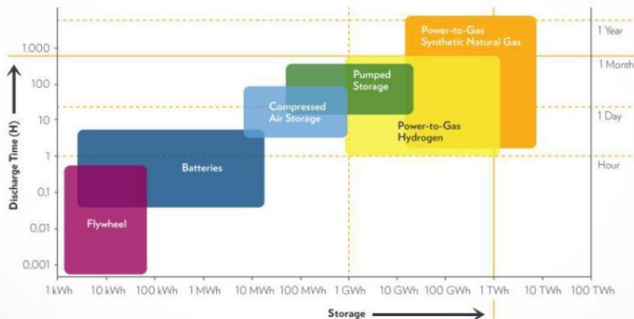 Power-to-Gas
Synthetic Natural Gas
1 Year
1.000
1 Month
Pumped
Storage
100
Compressed
Air Storage
1 Day
10
Power-to-Gas
Hydrogen
Discharge Time (H)
1
Hour
Batteries
0,1
Flywheel
0,01
0,001
1 kWh 10 kWh 100 kWh 1 MWh 10 MWh 100 MWh 1 GWh 10 GWh 100 GWh 1 TWh 10 TWh 100 TWh
Storage